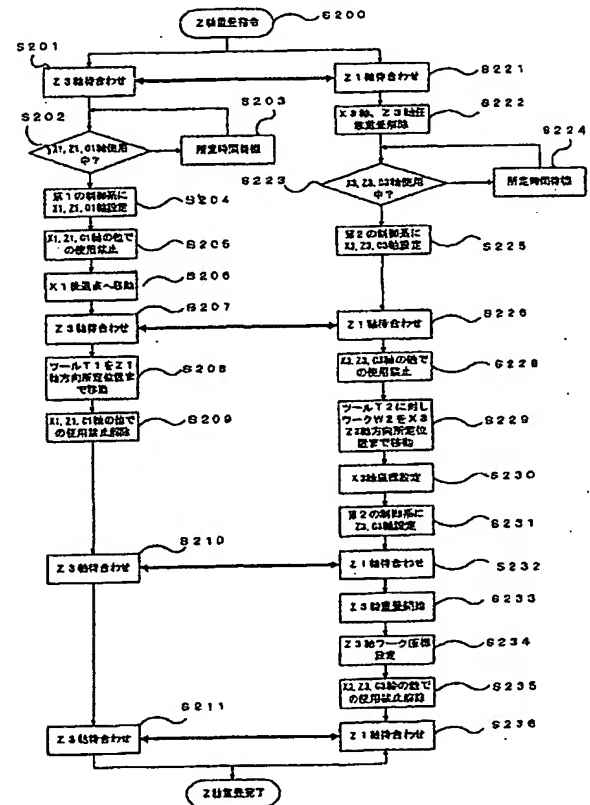 Z軸重畳指令
S200
S201
Z3軸待合わせ
Z1軸待合わせ
S221
S202
X1,Z1,C1軸使用
中?
S203
所定時間待機
S222
X3軸、Z3軸任
意重畳解除
S223
X3,Z3,C3軸使用
中?
S224
所定時間待機
第1の制御系に
X1,Z1,C1軸設定
S204
第2の制御系に
X3,Z3,C3軸設定
S225
X1,Z1,C1軸の他で
の使用禁止
S205
X1後退点へ移動
S206
Z3軸待合わせ
S207
Z1軸待合わせ
S226
ツールT1をZ1
軸方向所定位置ま
で移動
S208
X3,Z3,C3軸の他で
の使用禁止
S228
X1,Z1,C1軸の他で
の使用禁止解除
S209
ツールT2に対し
ワークW2をX3
Z3軸方向所定位
置まで移動
S229
X3軸座標設定
S230
第2の制御系に
Z3,C3軸設定
S231
Z3軸待合わせ
S210
Z1軸待合わせ
S232
Z3軸重畳開始
S233
Z3軸ワーク座標
設定
S234
X3,Z3,C3軸の他で
の使用禁止解除
S235
Z3軸待合わせ
S211
Z1軸待合わせ
S236
Z軸重畳完了